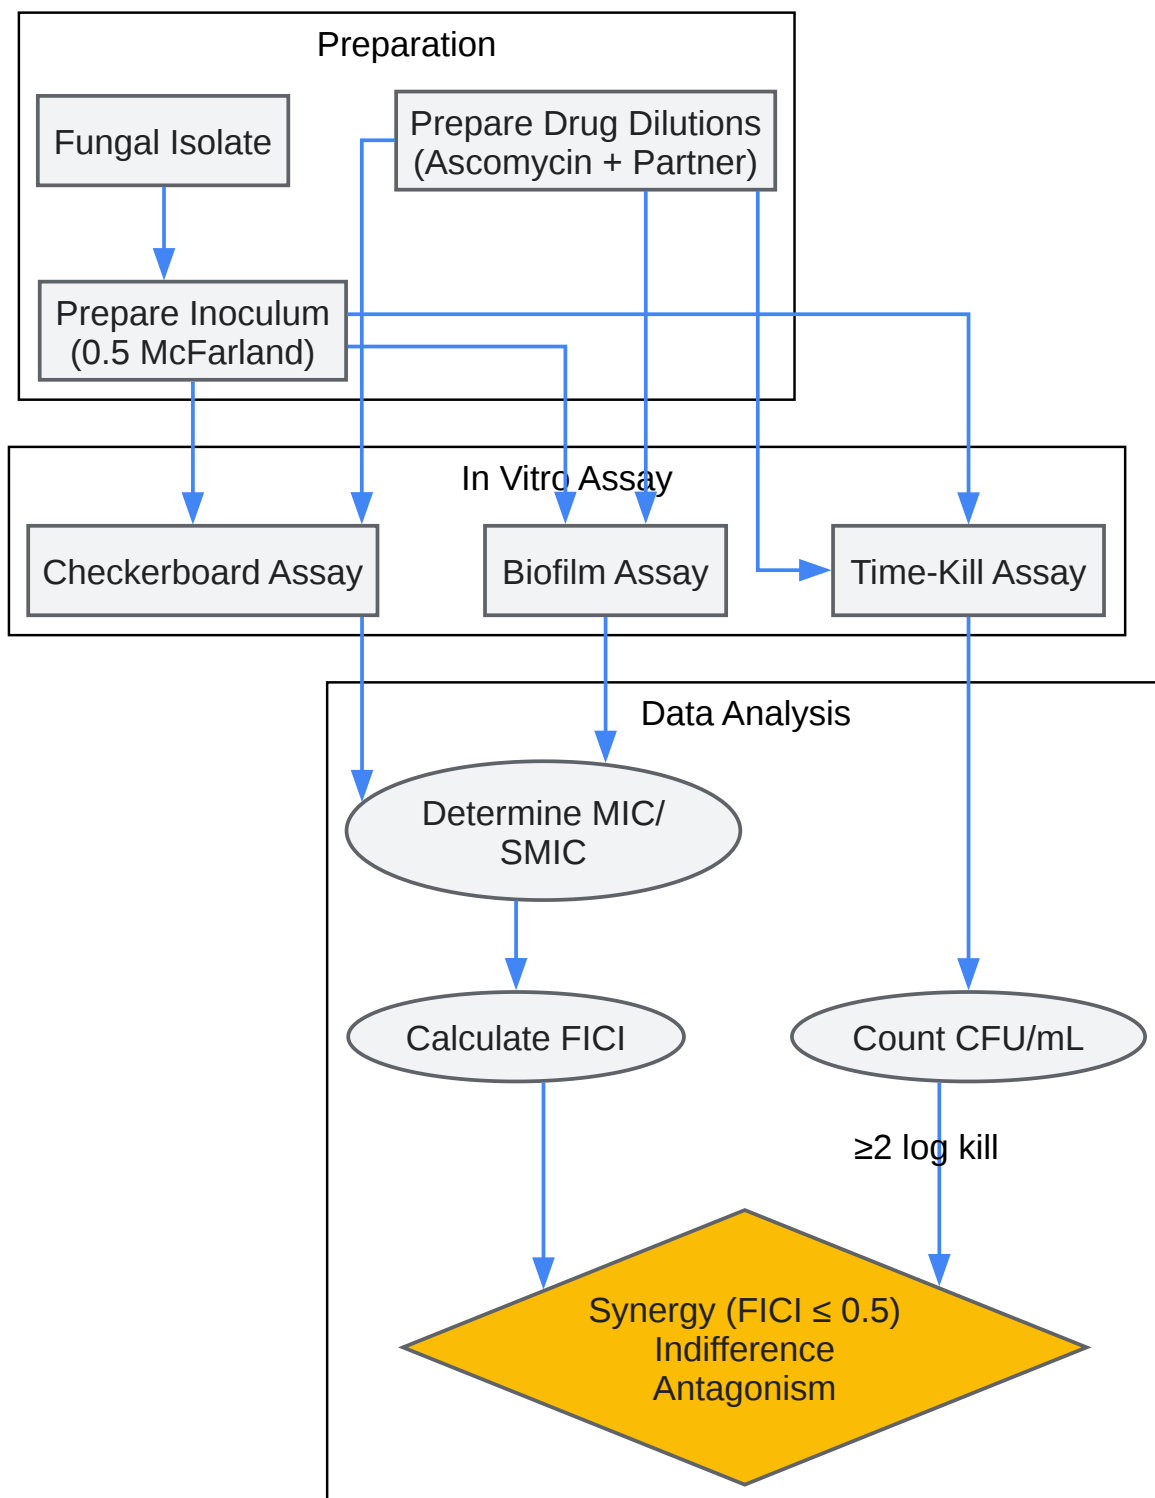 Preparation
Fungal Isolate
Prepare Drug Dilutions
(Ascomycin + Partner)
Prepare Inoculum
(0.5 McFarland)
In Vitro Assay
Checkerboard Assay
Biofilm Assay
Time-Kill Assay
Data Analysis
Determine MIC/
SMIC
Calculate FICI
Count CFU/mL
≥2 log kill
Synergy (FICI ≤ 0.5)
Indifference
Antagonism